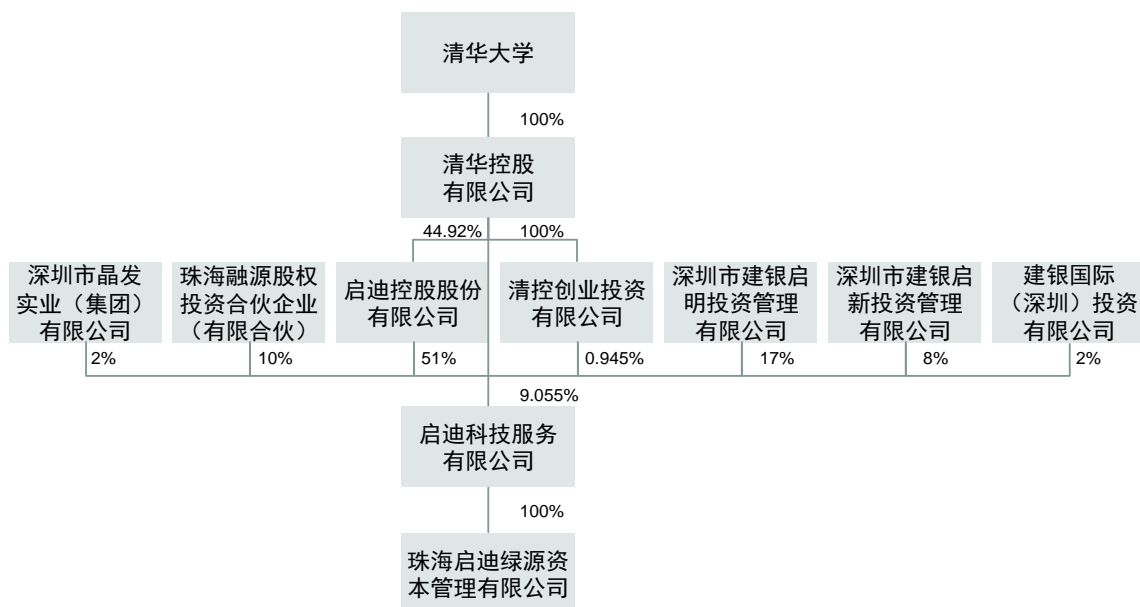 清华大学
100%
清华控股
有限公司
44.92%
100%
深圳市晶发
实业（集团）
有限公司
珠海融源股权
投资合伙企业
（有限合伙）
启迪控股股份
有限公司
清控创业投资
有限公司
深圳市建银启
明投资管理
有限公司
深圳市建银启
新投资管理
有限公司
建银国际
（深圳）投资
有限公司
2%
10%
51%
0.945%
17%
8%
2%
9.055%
启迪科技服务
有限公司
100%
珠海启迪绿源资
本管理有限公司